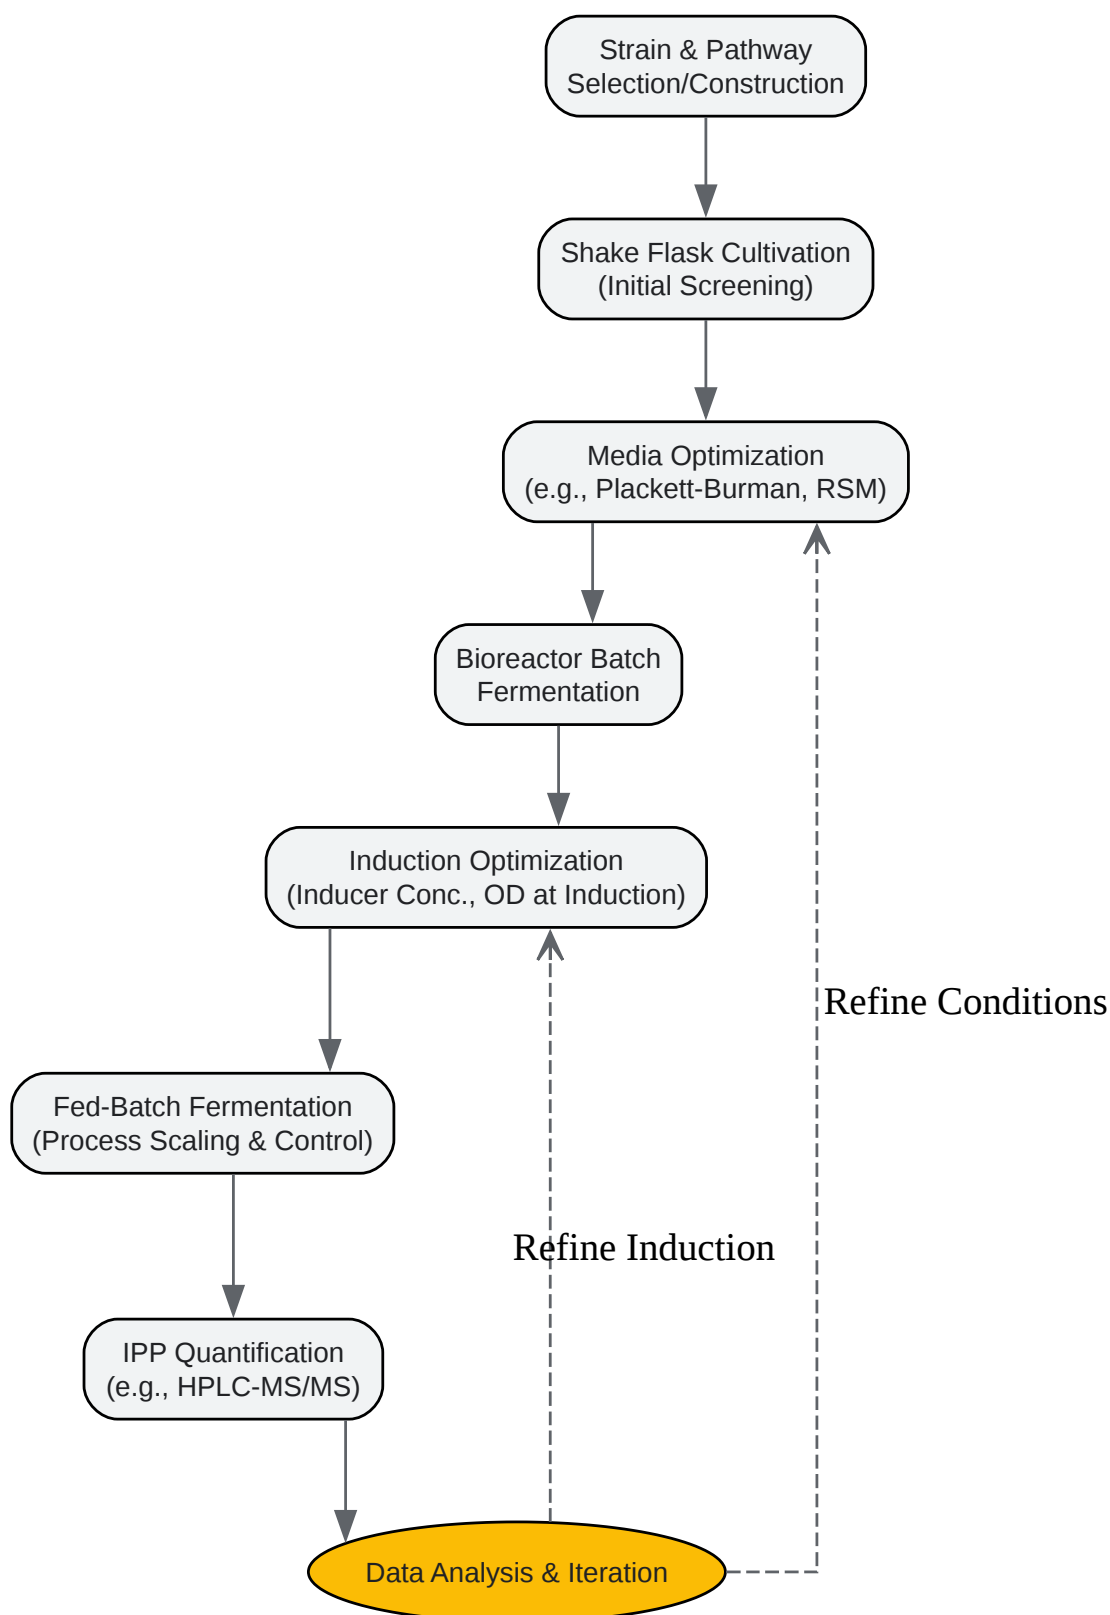 Strain & Pathway
Selection/Construction
Shake Flask Cultivation
(Initial Screening)
Media Optimization
(e.g., Plackett-Burman, RSM)
Bioreactor Batch
Fermentation
Induction Optimization
(Inducer Conc., OD at Induction)
Refine Conditions
Fed-Batch Fermentation
(Process Scaling & Control)
Refine Induction
IPP Quantification
(e.g., HPLC-MS/MS)
Data Analysis & Iteration